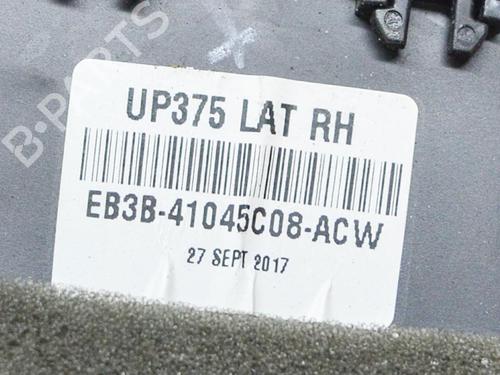 B-PARTS
UP375 LAT RH
EB3B-41045C08-ACW
27 SEPT 2017